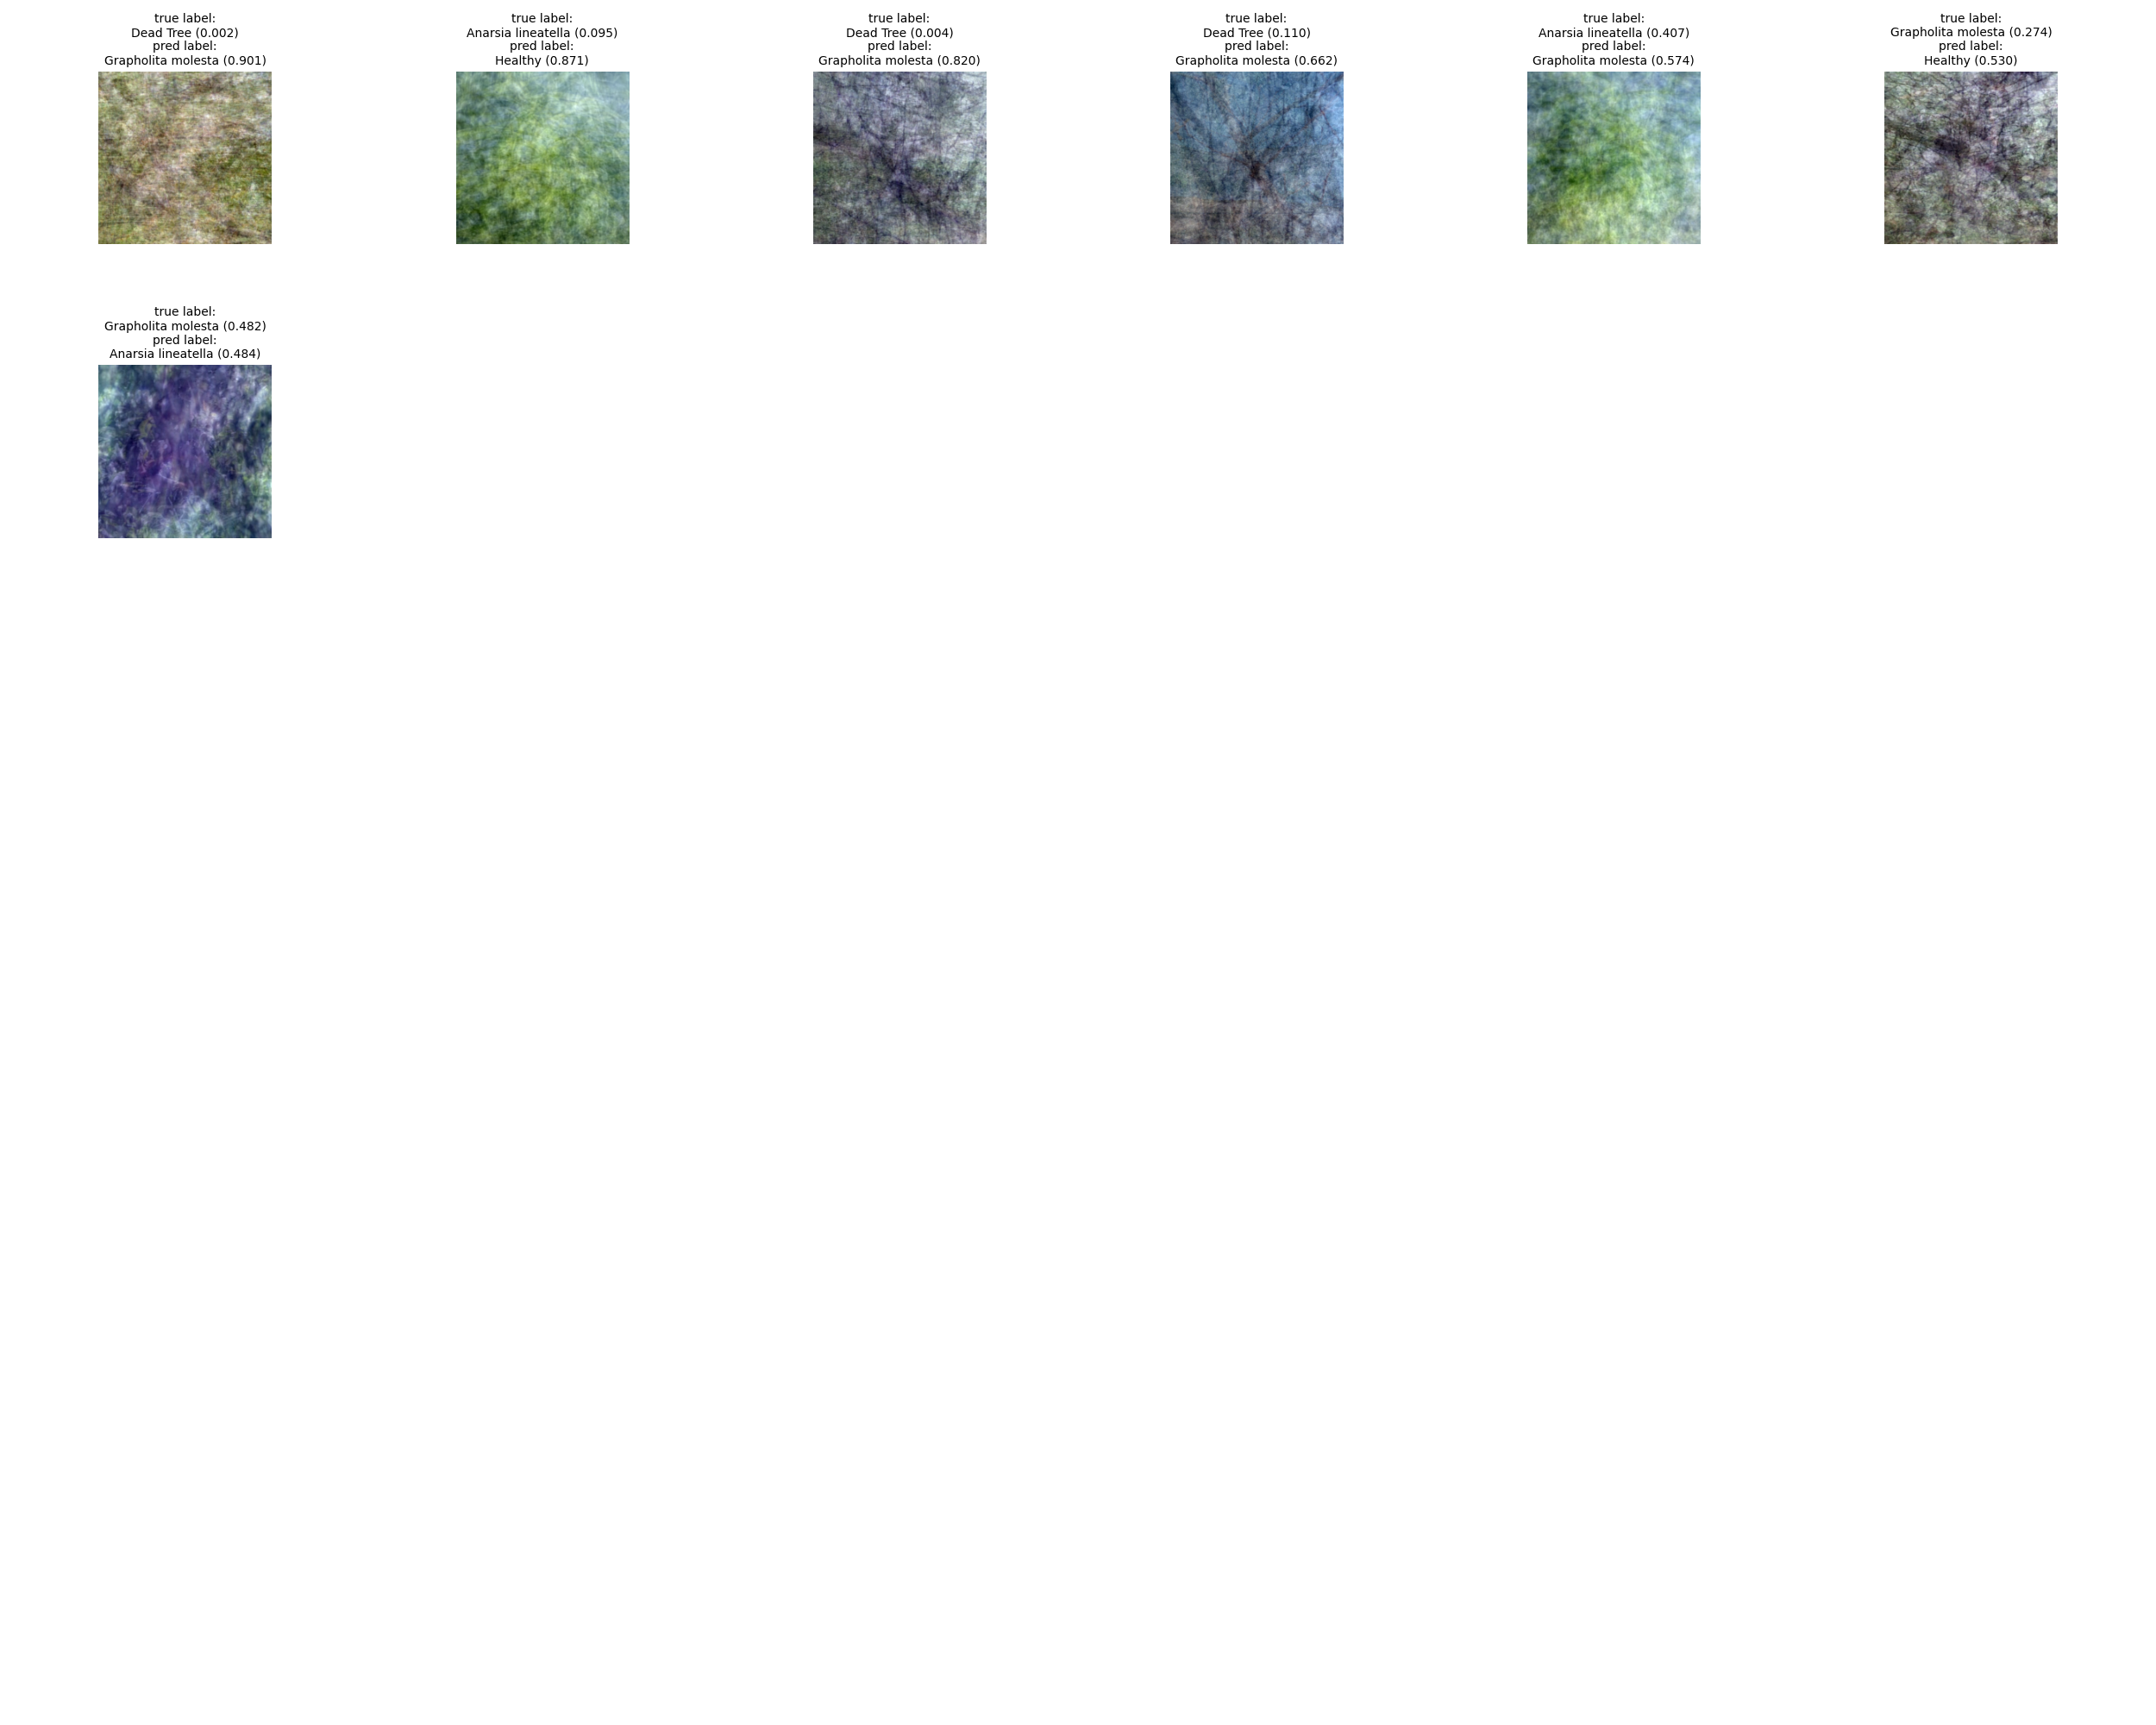 true label:
Dead Tree (0.002)
pred label:
Grapholita molesta (0.901)
true label:
Anarsia lineatella (0.095)
pred label:
Healthy (0.871)
true label:
Dead Tree (0.004)
pred label:
Grapholita molesta (0.820)
true label:
Dead Tree (0.110)
pred label:
Grapholita molesta (0.662)
true label:
Anarsia lineatella (0.407)
pred label:
Grapholita molesta (0.574)
true label:
Grapholita molesta (0.274)
pred label:
Healthy (0.530)
true label:
Grapholita molesta (0.482)
pred label:
Anarsia lineatella (0.484)